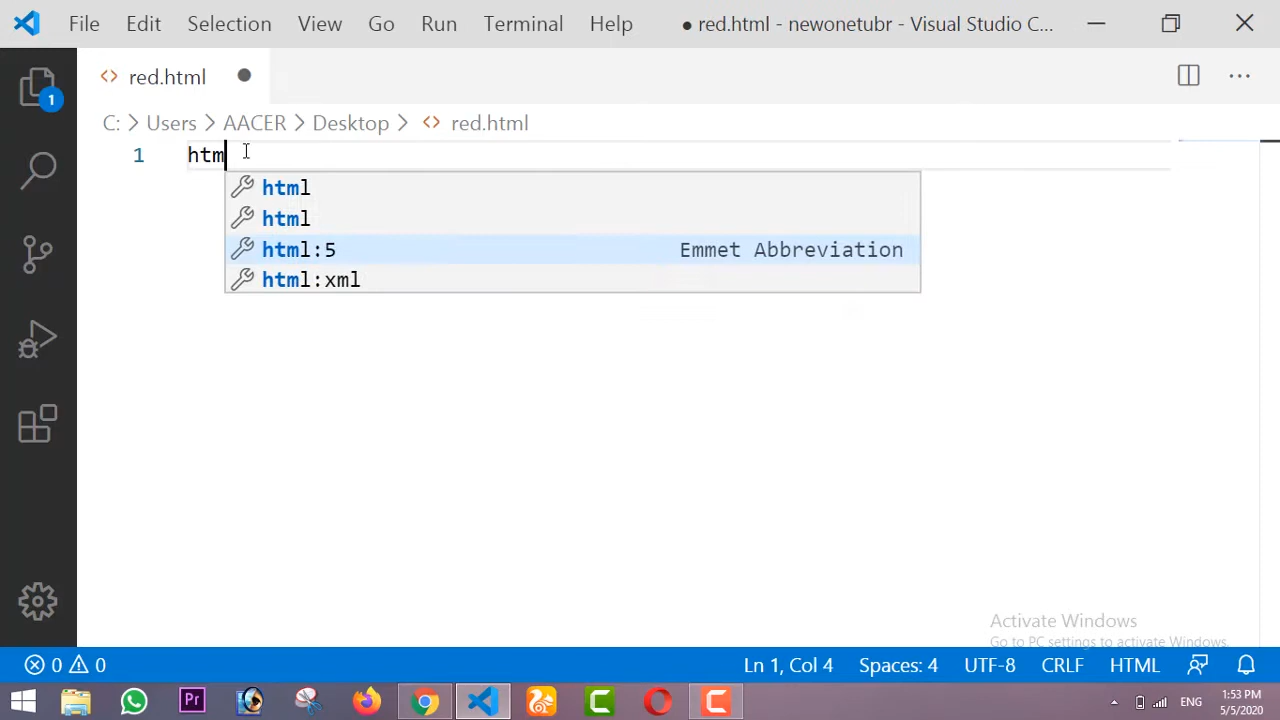 File Edit Selection View Go Run Terminal Help ● red.html - newonetubr - Visual Studio C...
red.html
1
C: > Users > AACER > Desktop > red.html
1 htm
html
html
html:5 Emmet Abbreviation
html:xml
Activate Windows
Go to PC settings to activate Windows.
0 0 Ln 1, Col 4 Spaces: 4 UTF-8 CRLF HTML
Pr ENG 1:53 PM
5/5/2020